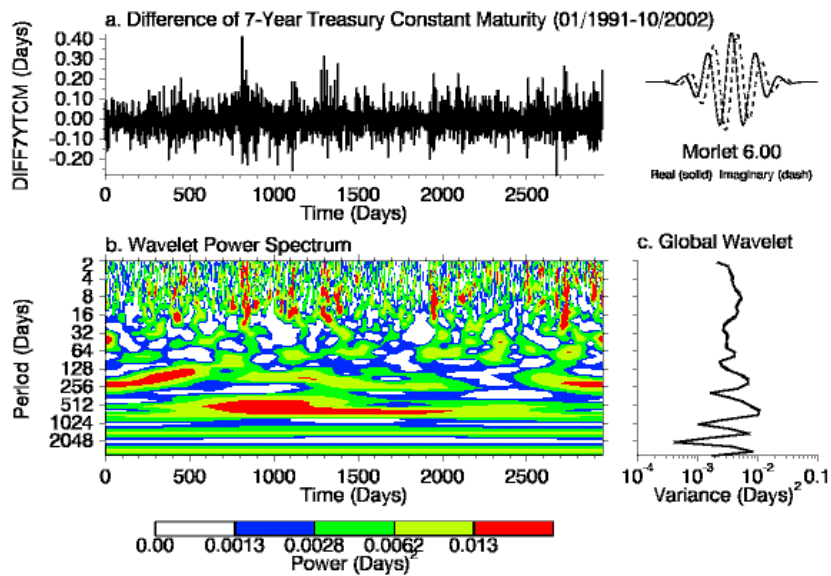 a. Difference of 7-Year Treasury Constant Maturity (01/1991-10/2002)
DIFF7YTCM (Days)
0.40
0.30
0.20
0.10
0.00
-0.10
-0.20
0 500 1000 1500 2000 2500
Time (Days)
Morlet 6.00
Real (solid) Imaginary (dash)
b. Wavelet Power Spectrum
Period (Days)
2
4
8
16
32
64
128
256
512
1024
2048
0 500 1000 1500 2000 2500
Time (Days)
c. Global Wavelet
10^-4 10^-3 10^-2 0.1
Variance (Days)^2
0.00 0.0013 0.0028 0.0062 0.013
Power (Days)^2